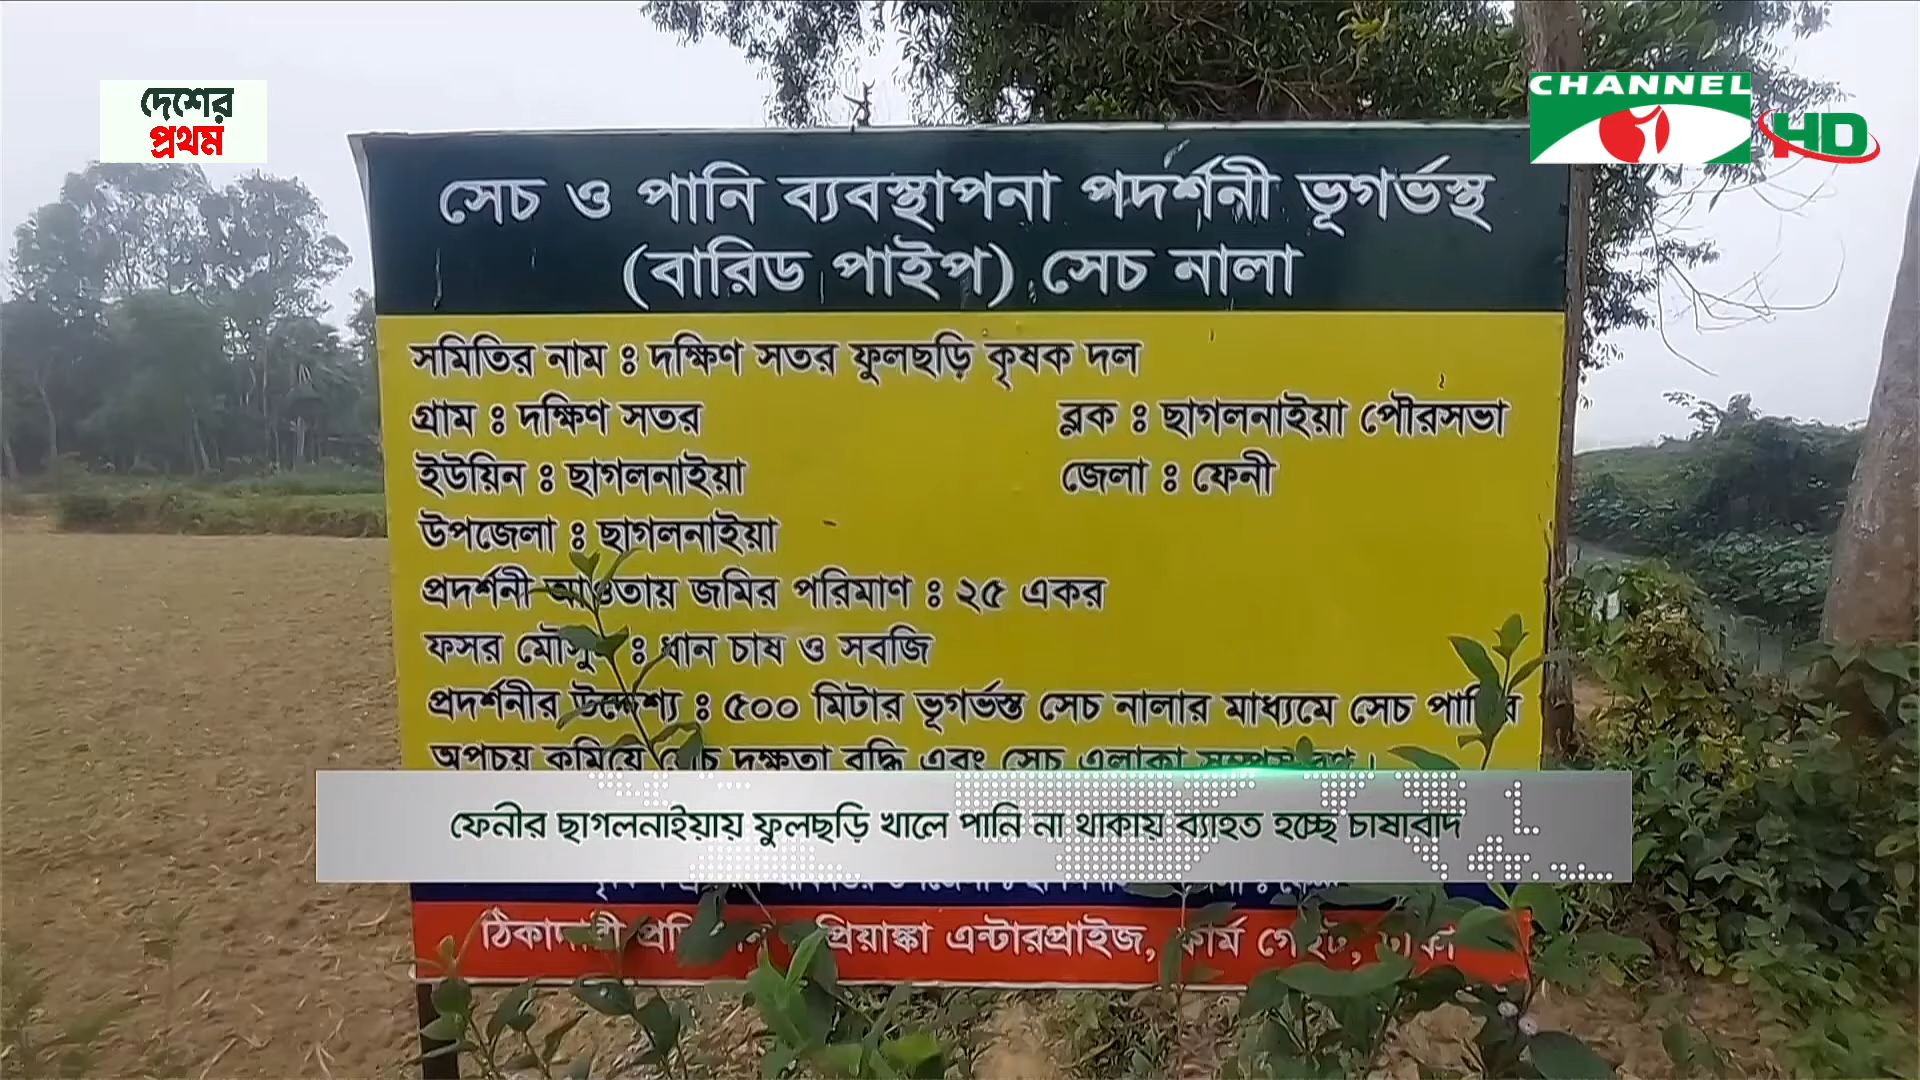 দেশের
প্রথম
CHANNEL
HD
সেচ ও পানি ব্যবস্থাপনা পদর্শনী ভূগর্ভস্থ
(বারিড পাইপ) সেচ নালা
সমিতির নাম ঃ দক্ষিণ সতর ফুলছড়ি কৃষক দল
গ্রাম ঃ দক্ষিণ সতর ব্লক ঃ ছাগলনাইয়া পৌরসভা
ইউয়িন ঃ ছাগলনাইয়া জেলা ঃ ফেনী
উপজেলা ঃ ছাগলনাইয়া
প্রদর্শনী আওতায় জমির পরিমাণ ঃ ২৫ একর
ফসর মৌসুম ঃ ধান চাষ ও সবজি
প্রদর্শনীর উদ্দেশ্য ঃ ৫০০ মিটার ভূগর্ভস্ত সেচ নালার মাধ্যমে সেচ পানির
অপচয় কমিয়ে সেচ দক্ষতা বৃদ্ধি এবং সেচ এলাকা
ফেনীর ছাগলনাইয়ায় ফুলছড়ি খালে পানি না থাকায় ব্যাহত হচ্ছে চাষাবাদ
ঠিকাদারী প্রিয়াঙ্কা এন্টারপ্রাইজ, ফার্ম গেইট, ঢাকা